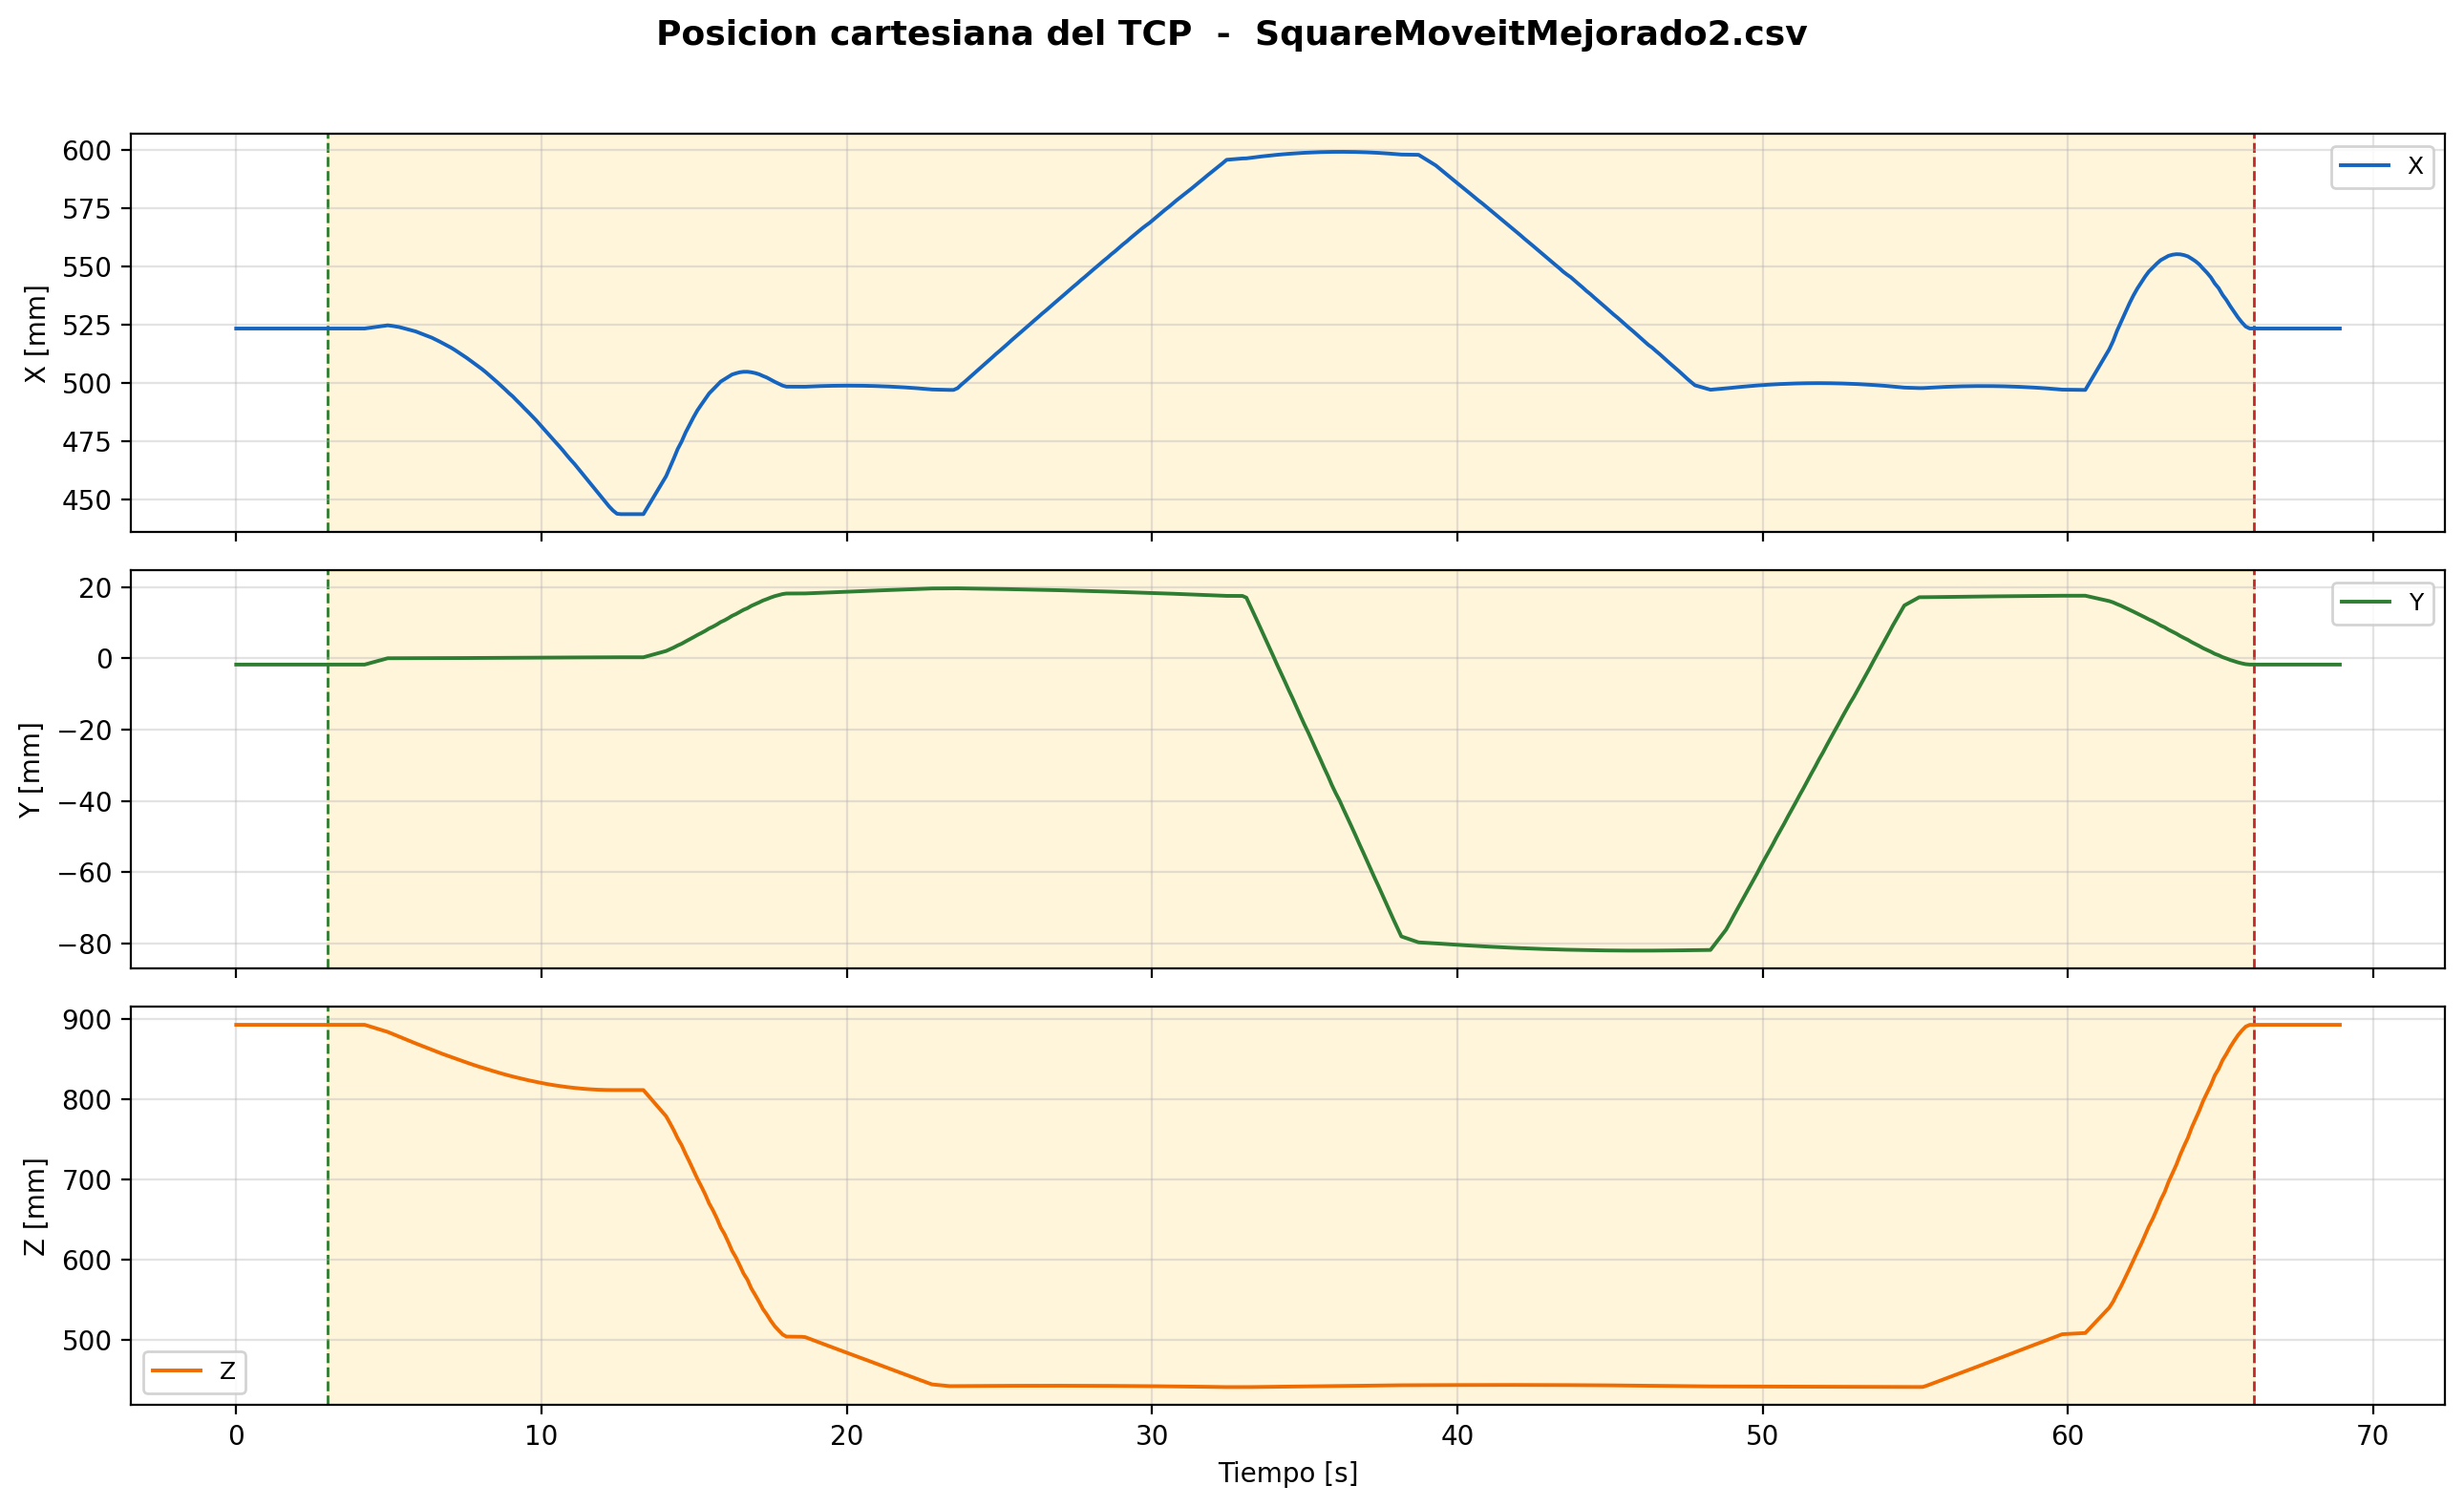 Posicion cartesiana del TCP - SquareMoveitMejorado2.csv
600
575
550
525
500
475
450
X [mm]
X
20
0
−20
−40
−60
−80
Y [mm]
Y
900
800
700
600
500
Z [mm]
Z
0 10 20 30 40 50 60 70
Tiempo [s]